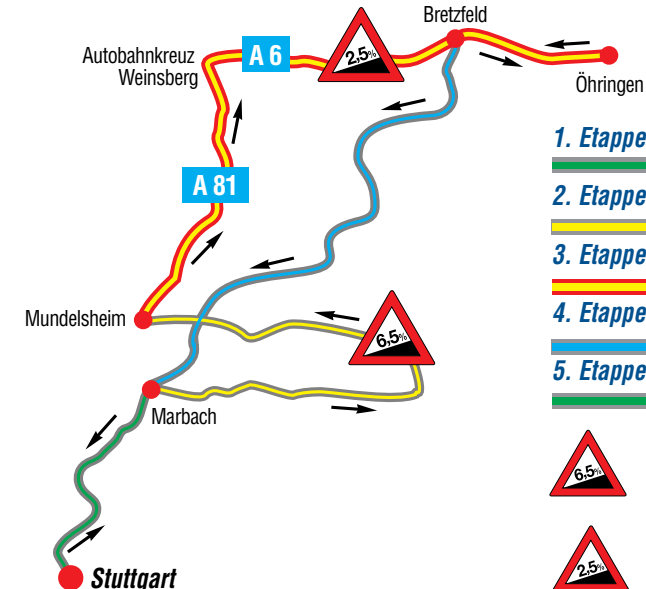 Bretzfeld
Autobahnkreuz
Weinsberg
A 6
2,5%
Öhringen
1. Etappe
A 81
2. Etappe
3. Etappe
Mundelsheim
4. Etappe
6,5%
5. Etappe
Marbach
6,5%
2,5%
Stuttgart